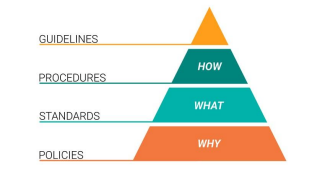 GUIDELINES
HOW
PROCEDURES
WHAT
STANDARDS
WHY
POLICIES